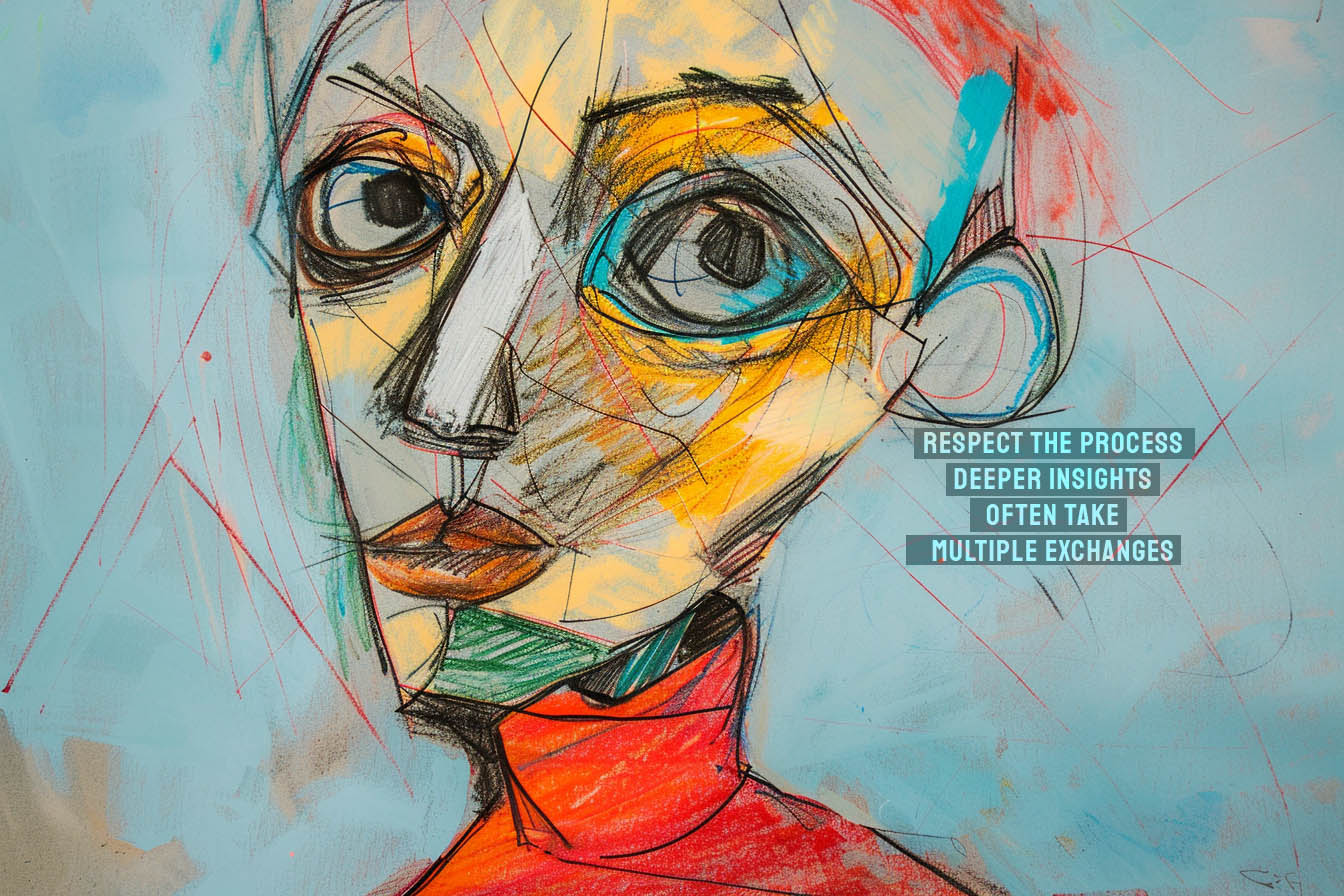 RESPECT THE PROCESS
DEEPER INSIGHTS
OFTEN TAKE
MULTIPLE EXCHANGES